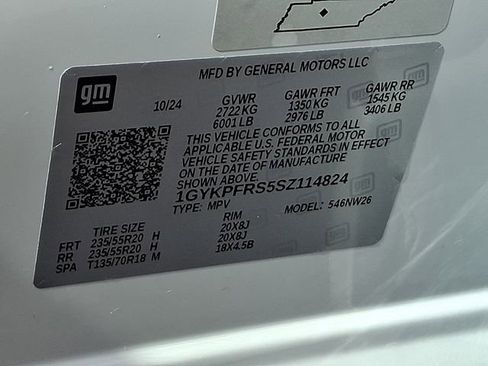 MFD BY GENERAL MOTORS LLC
gm
10/24 GVWR GAWR FRT GAWR RR
2722 KG 1350 KG 1545 KG
6001 LB 2976 LB 3406 LB
THIS VEHICLE CONFORMS TO ALL
APPLICABLE U.S. FEDERAL MOTOR
VEHICLE SAFETY STANDARDS IN EFFECT
ON THE DATE OF MANUFACTURE
SHOWN ABOVE.
1GYKPFRS5SZ114824
TYPE: MPV MODEL: 546NW26
TIRE SIZE RIM
FRT 235/55R20 H 20X8J
RR 235/55R20 H 20X8J
SPA T135/70R18 M 18X4.5B